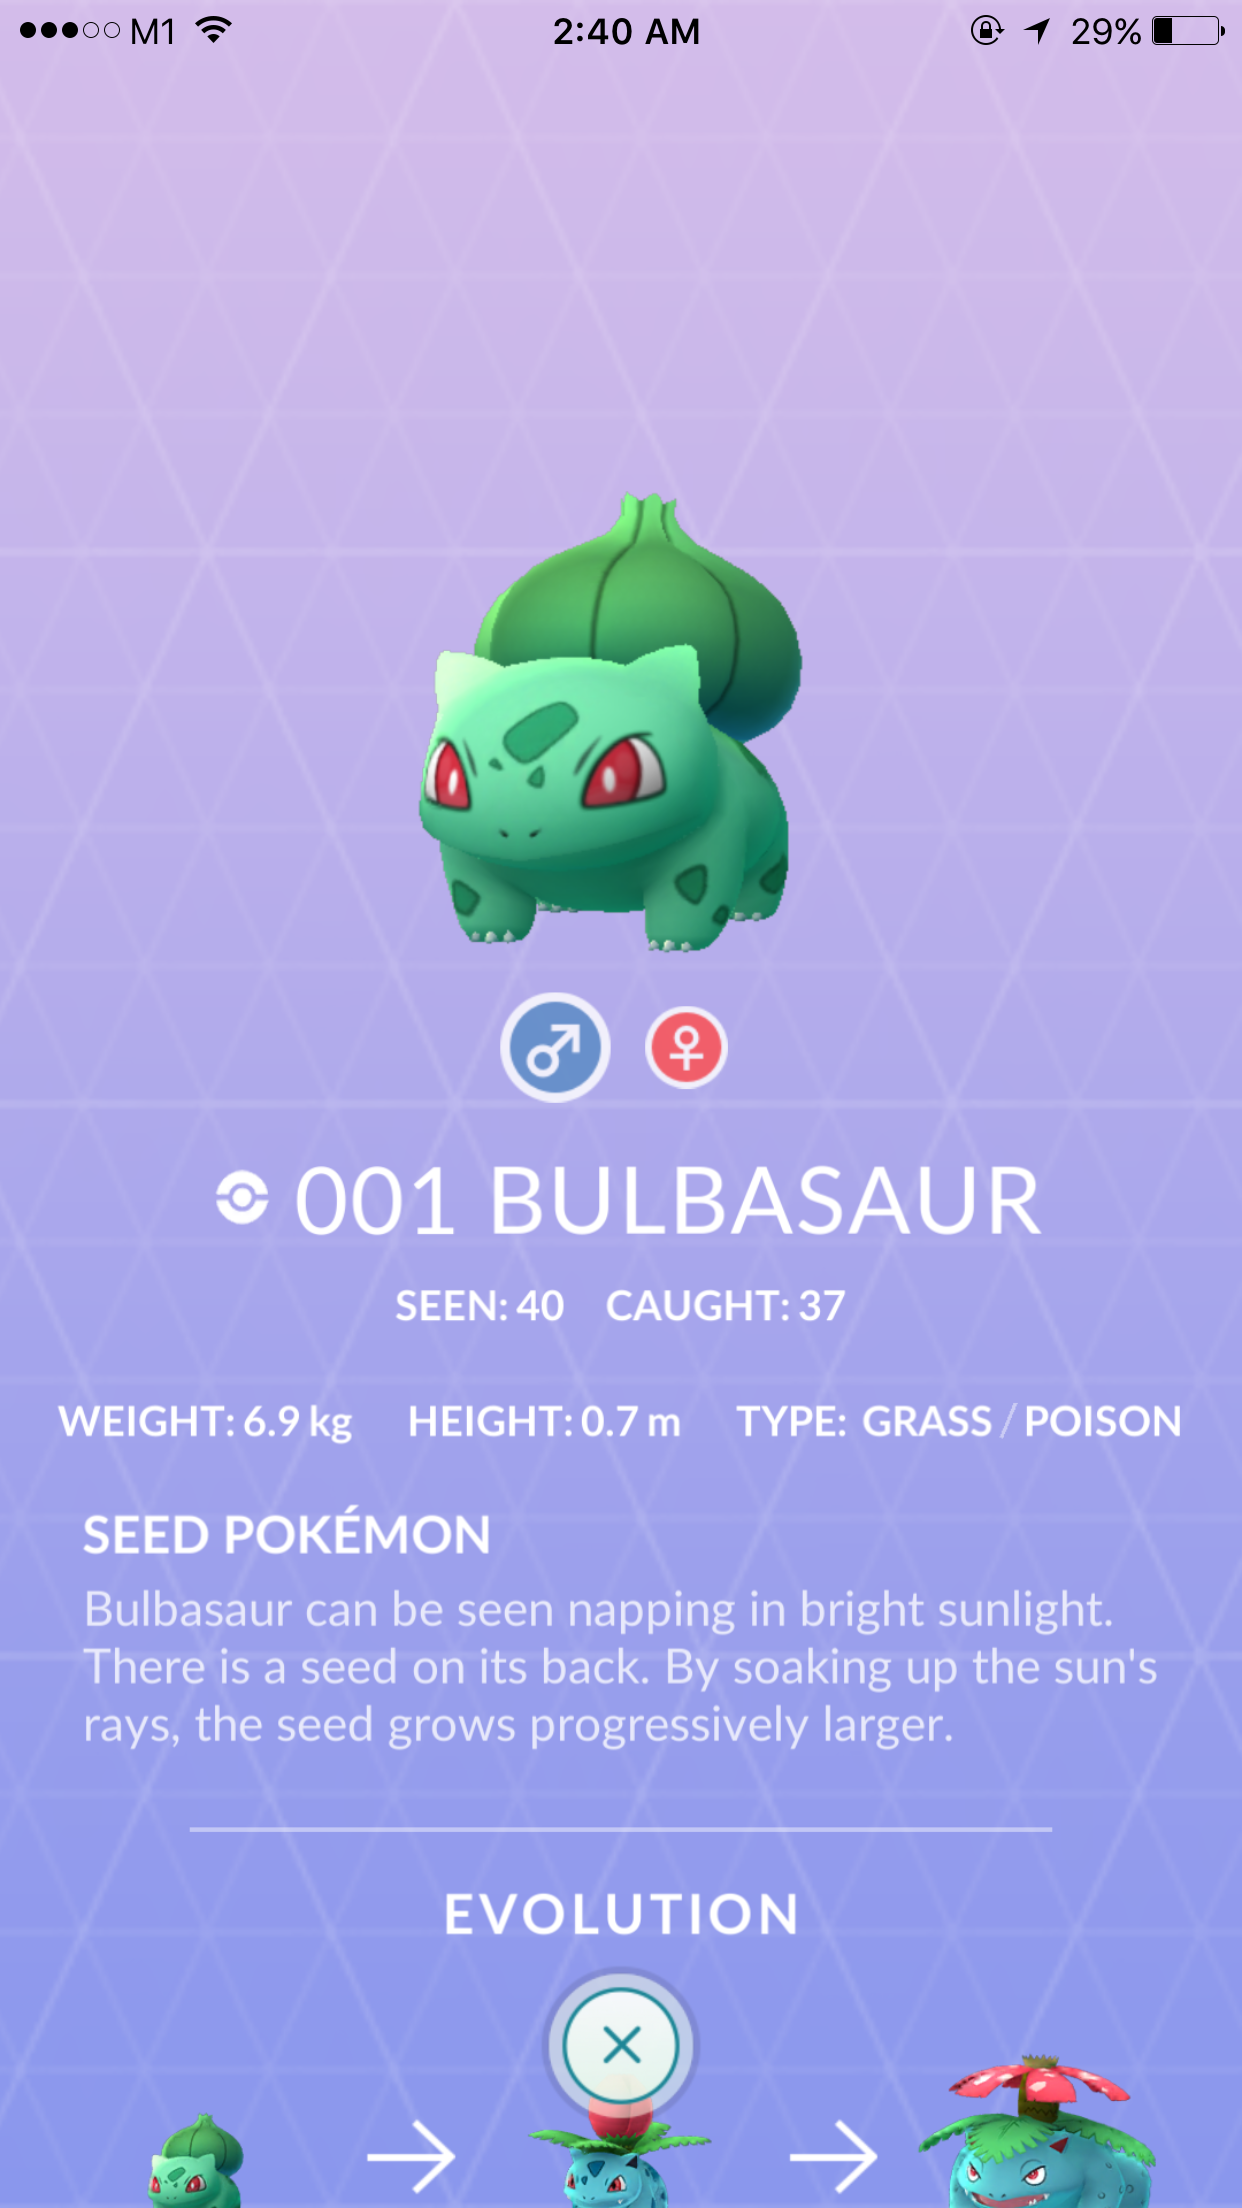 M1 2:40 AM 29%
001 BULBASAUR
SEEN: 40 CAUGHT: 37
WEIGHT: 6.9 kg HEIGHT: 0.7 m TYPE: GRASS / POISON
SEED POKÉMON
Bulbasaur can be seen napping in bright sunlight.
There is a seed on its back. By soaking up the sun's
rays, the seed grows progressively larger.
EVOLUTION